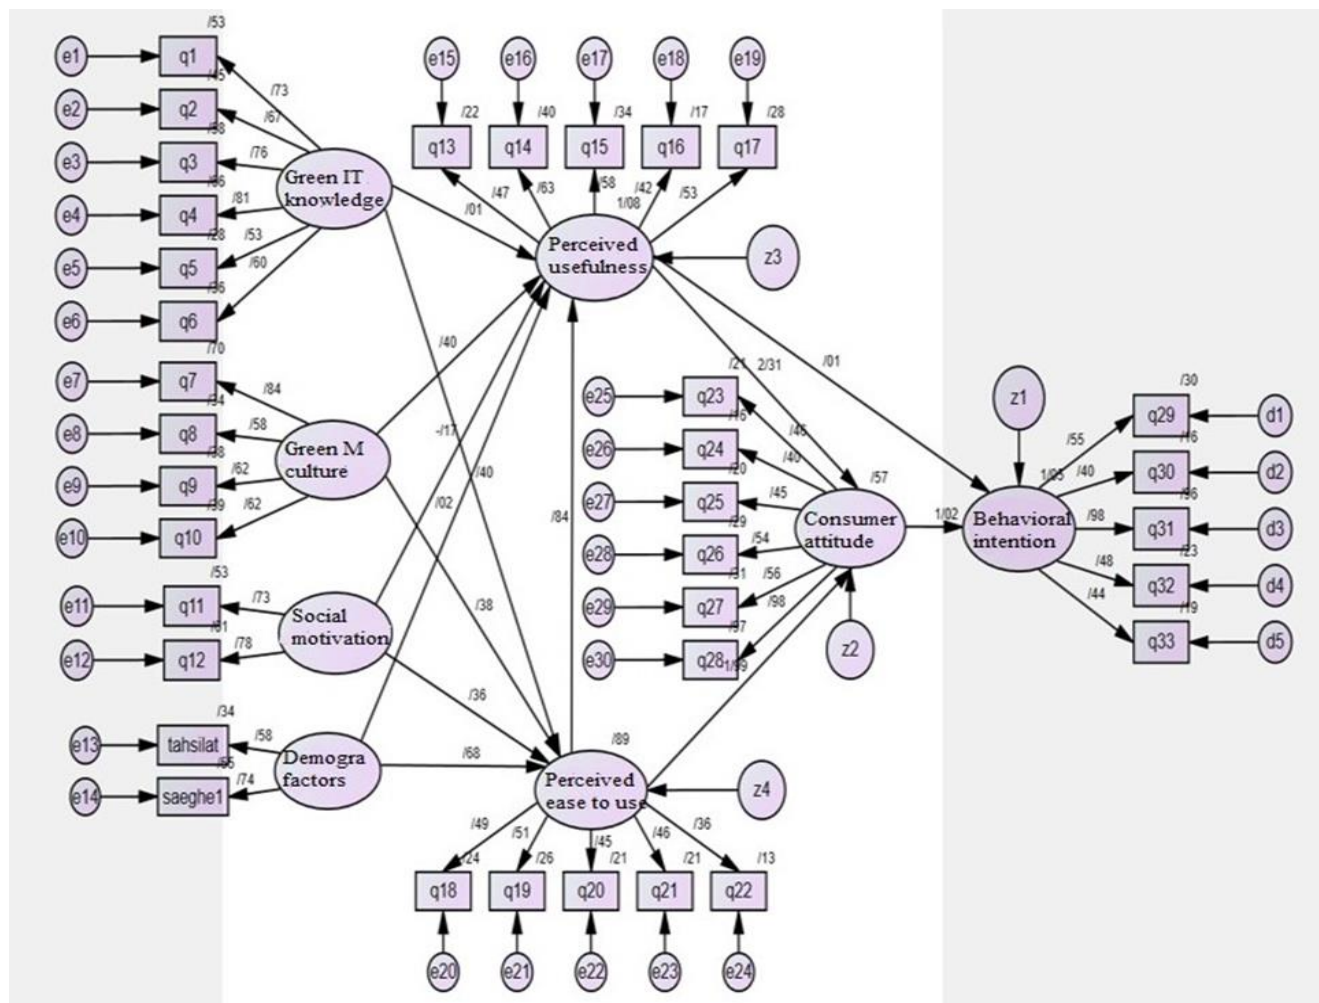 /53
e1
q1
/73
e2
q2
/67
e3
q3
/76
e4
q4
/81
/28
e5
q5
/53
/36
e6
q6
/60
Green IT
knowledge
/70
e7
q7
/84
/34
e8
q8
/58
/38
e9
q9
/62
/39
e10
q10
/62
Green M
culture
/53
e11
q11
/73
e12
q12
/78
Social
motivation
/34
e13
tahsilat
/58
e14
saeghe1
/74
Demogra
factors
e15
e16
e17
e18
e19
/22
/40
/34
/17
/28
q13
q14
q15
q16
q17
/47
/63
/58
/42
/53
1/08
Perceived
usefulness
z3
/01
/40
-/17
/40
/02
/84
/38
/36
/68
2/31
/01
/21
e25
q23
/46
/16
e26
q24
/40
/20
e27
q25
/45
/29
e28
q26
/54
/31
e29
q27
/56
/97
e30
q28
/98
1/99
/57
Consumer
attitude
z2
1/02
z1
1/05
Behavioral
intention
/30
/55
q29
d1
/16
/40
q30
d2
/96
/98
q31
d3
/23
/48
q32
d4
/19
/44
q33
d5
/89
Perceived
ease to use
z4
/49
/51
/45
/46
/36
/24
/26
/21
/21
/13
q18
q19
q20
q21
q22
e20
e21
e22
e23
e24